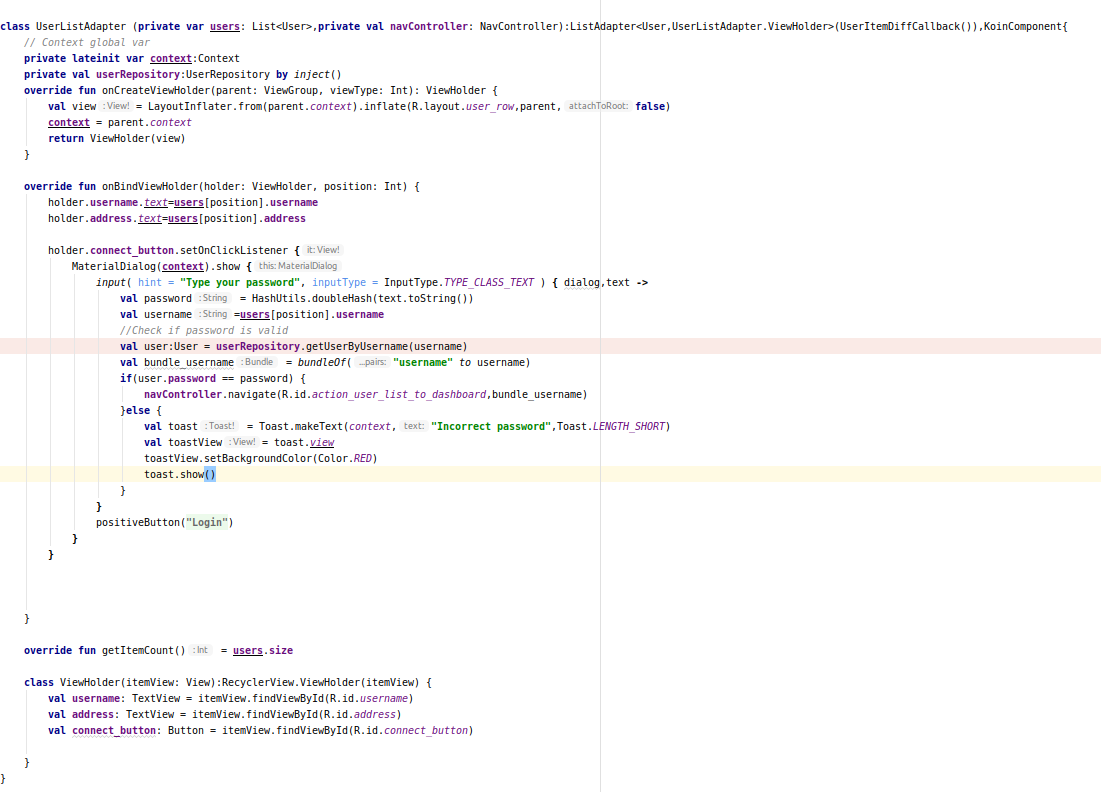 class UserListAdapter (private var users: List<User>,private val navController: NavController):ListAdapter<User,UserListAdapter.ViewHolder>(UserItemDiffCallback()),KoinComponent{
// Context global var
private lateinit var context:Context
private val userRepository:UserRepository by inject()
override fun onCreateViewHolder(parent: ViewGroup, viewType: Int): ViewHolder {
val view : View! = LayoutInflater.from(parent.context).inflate(R.layout.user_row,parent, attachToRoot: false)
context = parent.context
return ViewHolder(view)
}
override fun onBindViewHolder(holder: ViewHolder, position: Int) {
holder.username.text=users[position].username
holder.address.text=users[position].address
holder.connect_button.setOnClickListener { it: View!
MaterialDialog(context).show { this: MaterialDialog
input( hint = "Type your password", inputType = InputType.TYPE_CLASS_TEXT ) { dialog,text ->
val password : String = HashUtils.doubleHash(text.toString())
val username : String =users[position].username
//Check if password is valid
val user:User = userRepository.getUserByUsername(username)
val bundle_username : Bundle = bundleOf( ...pairs: "username" to username)
if(user.password == password) {
navController.navigate(R.id.action_user_list_to_dashboard,bundle_username)
}else {
val toast : Toast! = Toast.makeText(context, text: "Incorrect password",Toast.LENGTH_SHORT)
val toastView : View! = toast.view
toastView.setBackgroundColor(Color.RED)
toast.show()
}
}
positiveButton("Login")
}
}
}
override fun getItemCount() : Int = users.size
class ViewHolder(itemView: View):RecyclerView.ViewHolder(itemView) {
val username: TextView = itemView.findViewById(R.id.username)
val address: TextView = itemView.findViewById(R.id.address)
val connect_button: Button = itemView.findViewById(R.id.connect_button)
}
}